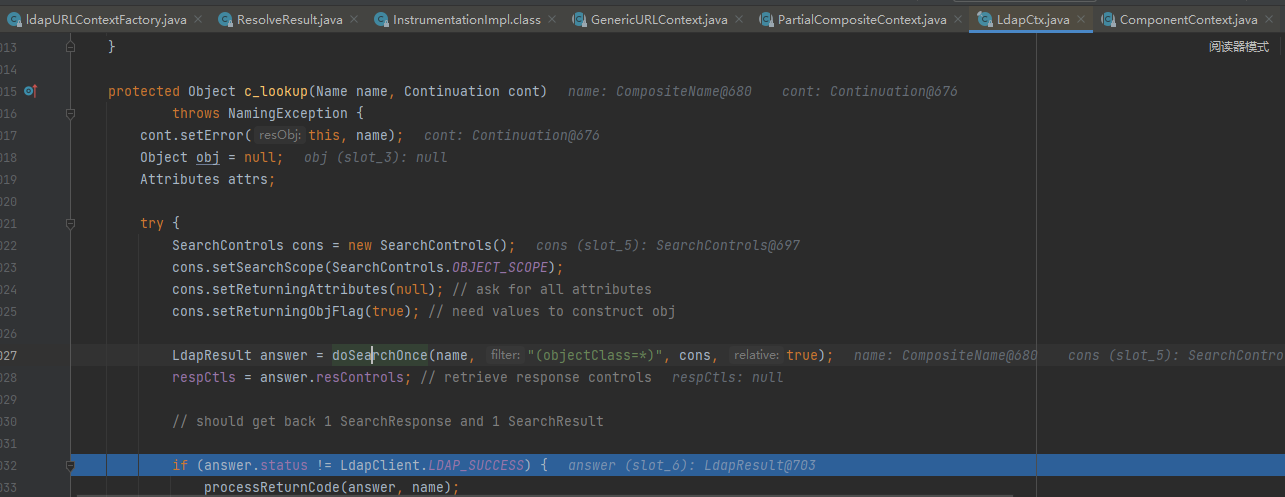 ldapURLContextFactory.java × ResolveResult.java × InstrumentationImpl.class × GenericURLContext.java × PartialCompositeContext.java × LdapCtx.java × ComponentContext.java ×
013 }
阅读器模式
014
015 protected Object c_lookup(Name name, Continuation cont) name: CompositeName@680 cont: Continuation@676
016 throws NamingException {
017 cont.setError( resObj: this, name); cont: Continuation@676
018 Object obj = null; obj (slot_3): null
019 Attributes attrs;
020
021 try {
022 SearchControls cons = new SearchControls(); cons (slot_5): SearchControls@697
023 cons.setSearchScope(SearchControls.OBJECT_SCOPE);
024 cons.setReturningAttributes(null); // ask for all attributes
025 cons.setReturningObjFlag(true); // need values to construct obj
026
027 LdapResult answer = doSearchOnce(name, filter: "(objectClass=*)", cons, relative: true); name: CompositeName@680 cons (slot_5): SearchContro
028 respCtls = answer.resControls; // retrieve response controls respCtls: null
029
030 // should get back 1 SearchResponse and 1 SearchResult
031
032 if (answer.status != LdapClient.LDAP_SUCCESS) { answer (slot_6): LdapResult@703
033 processReturnCode(answer, name);